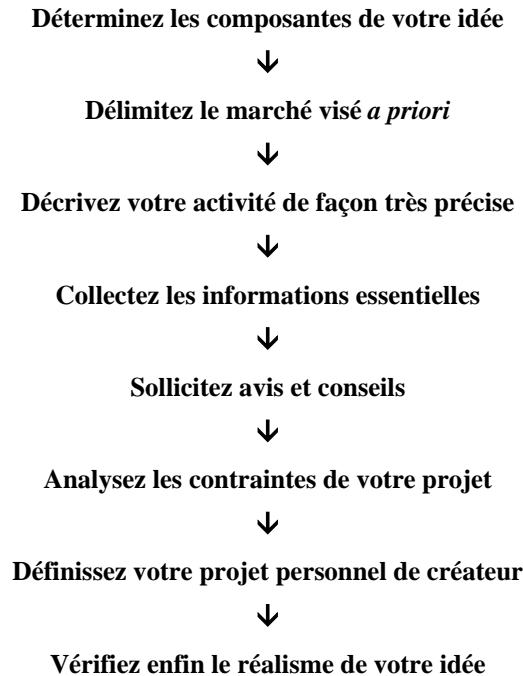 Déterminez les composantes de votre idée
↓
Délimitez le marché visé a priori
↓
Décrivez votre activité de façon très précise
↓
Collectez les informations essentielles
↓
Sollicitez avis et conseils
↓
Analysez les contraintes de votre projet
↓
Définissez votre projet personnel de créateur
↓
Vérifiez enfin le réalisme de votre idée